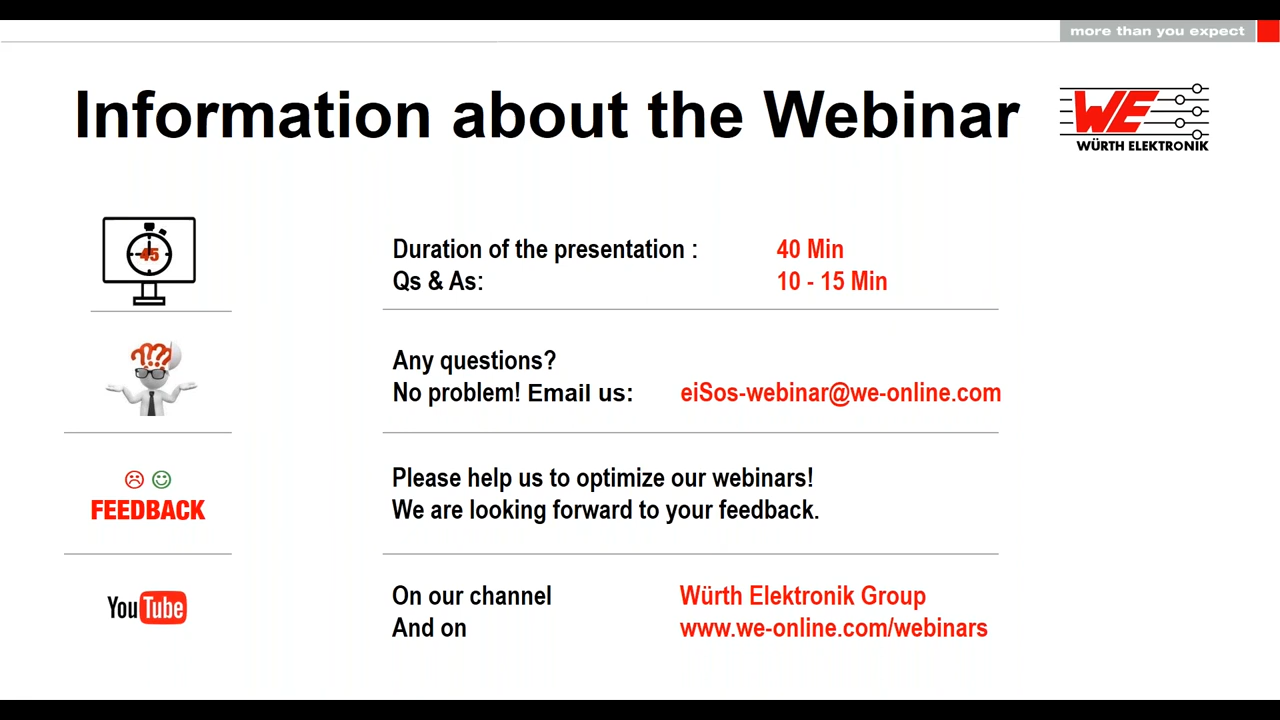 more than you expect
Information about the Webinar
WE
WÜRTH ELEKTRONIK
45
Duration of the presentation : 40 Min
Qs & As: 10 - 15 Min
???
Any questions?
No problem! Email us: eiSos-webinar@we-online.com
FEEDBACK
Please help us to optimize our webinars!
We are looking forward to your feedback.
YouTube
On our channel Würth Elektronik Group
And on www.we-online.com/webinars